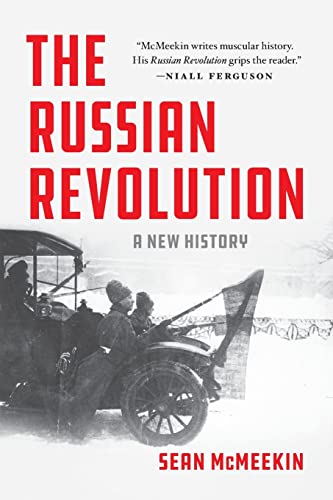 “McMeekin writes muscular history.
His Russian Revolution grips the reader.”
—NIALL FERGUSON
THE
RUSSIAN
REVOLUTION
A NEW HISTORY
SEAN McMEEKIN